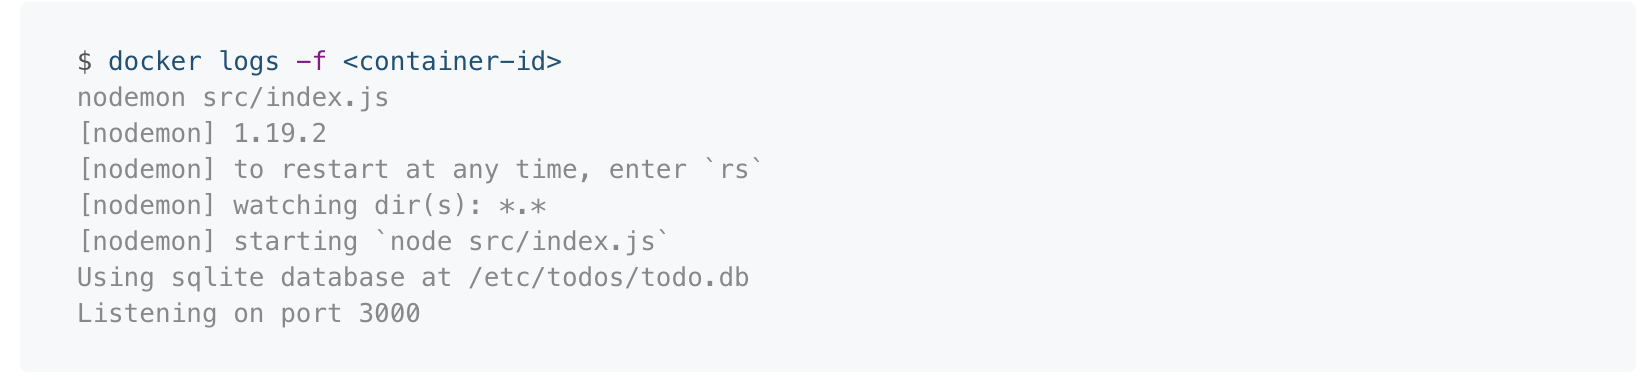 $ docker logs -f <container-id>
nodemon src/index.js
[nodemon] 1.19.2
[nodemon] to restart at any time, enter `rs`
[nodemon] watching dir(s): *.*
[nodemon] starting `node src/index.js`
Using sqlite database at /etc/todos/todo.db
Listening on port 3000